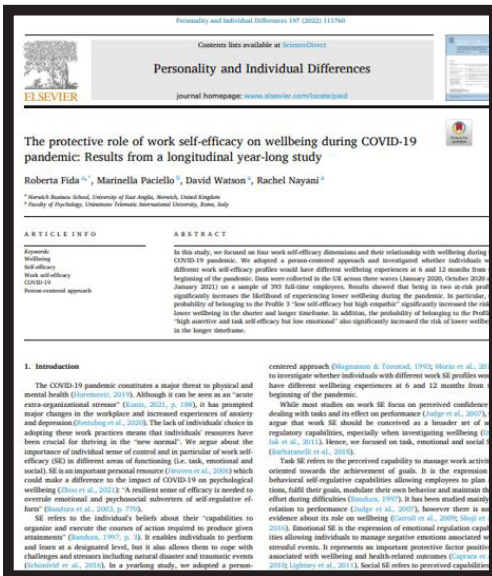 Personality and Individual Differences 197 (2022) 111760
Contents lists available at ScienceDirect
Personality and Individual Differences
ELSEVIER
journal homepage: www.elsevier.com/locate/paid
The protective role of work self-efficacy on wellbeing during COVID-19
pandemic: Results from a longitudinal year-long study
Roberta Fida a,*, Marinella Paciello b, David Watson a, Rachel Nayani a
a Norwich Business School, University of East Anglia, Norwich, United Kingdom
b Faculty of Psychology, Uninettuno Telematic International University, Rome, Italy
ARTICLE INFO
Keywords:
Wellbeing
Self-efficacy
Work self-efficacy
COVID-19
Person-centered approach
ABSTRACT
In this study, we focused on four work self-efficacy dimensions and their relationship with wellbeing during
COVID-19 pandemic. We adopted a person-centered approach and investigated whether individuals w
different work self-efficacy profiles would have different wellbeing experiences at 6 and 12 months from
beginning of the pandemic. Data were collected in the UK across three waves (January 2020, October 2020
January 2021) on a sample of 393 full-time employees. Results showed that being in two at-risk prof
significantly increases the likelihood of experiencing lower wellbeing during the pandemic. In particular,
probability of belonging to the Profile 3 "low self-efficacy but high empathic" significantly increased the risk
lower wellbeing in the shorter and longer timeframe. In addition, the probability of belonging to the Profile
"high assertive and task self-efficacy but low emotional" also significantly increased the risk of lower wellbe
in the longer timeframe.
1. Introduction
The COVID-19 pandemic constitutes a major threat to physical and
mental health (Haremovic, 2019). Although it can be seen as an "acute
extra-organizational stressor" (Kuntz, 2021, p. 188), it has prompted
major changes in the workplace and increased experiences of anxiety
and depression (Restubog et al., 2020). The lack of individuals' choice in
adopting these work practices means that individuals' resources have
been crucial for thriving in the "new normal". We argue about the
importance of individual sense of control and in particular of work self-
efficacy (SE) in different areas of functioning (i.e. task, emotional and
social). SE is an important personal resource (Heuven et al., 2006) which
could make a difference to the impact of COVID-19 on psychological
wellbeing (Zhou et al., 2021): "A resilient sense of efficacy is needed to
overrule emotional and psychosocial subverters of self-regulative ef-
forts" (Bandura et al., 2003, p. 770).
SE refers to the individual's beliefs about their "capabilities to
organize and execute the courses of action required to produce given
attainments" (Bandura, 1997, p. 3). It enables individuals to perform
and learn at a designated level, but it also allows them to cope with
challenges and stressors including natural disaster and traumatic events
(Schönfeld et al., 2016). In a yearlong study, we adopted a person-
centered approach (Magnusson & Torestad, 1993; Morin et al., 201
to investigate whether individuals with different work SE profiles wou
have different wellbeing experiences at 6 and 12 months from
beginning of the pandemic.
While most studies on work SE focus on perceived confidence
dealing with tasks and its effect on performance (Judge et al., 2007),
argue that work SE should be conceived as a broader set of se
regulatory capabilities, especially when investigating wellbeing
lak et al., 2011). Hence, we focused on task, emotional and social S
(Barbaranelli et al., 2018).
Task SE refers to the perceived capability to manage work activit
oriented towards the achievement of goals. It is the expression
behavioral self-regulative capabilities allowing employees to plan
tions, fulfil their goals, modulate their own behavior and maintain th
effort during difficulties (Bandura, 1997). It has been studied mainly
relation to performance (Judge et al., 2007), however there is so
evidence about its role on wellbeing (Carroll et al., 2009; Shoji et
2016). Emotional SE is the expression of emotional regulation capabi
ities allowing individuals to manage negative emotions associated w
stressful events. It represents an important protective factor positive
associated with wellbeing and health-related outcomes (Caprara
2010; Lightsey et al., 2011). Social SE refers to perceived capabilities